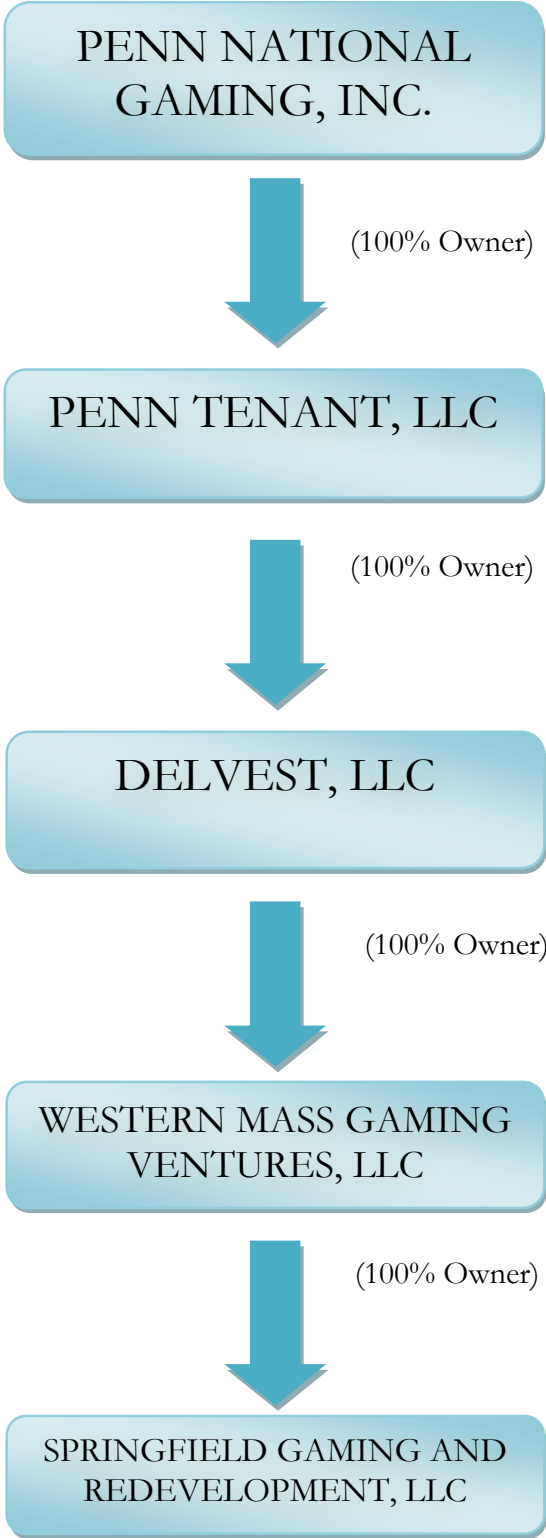 PENN NATIONAL
GAMING, INC.
(100% Owner)
PENN TENANT, LLC
(100% Owner)
DELVEST, LLC
(100% Owner)
WESTERN MASS GAMING
VENTURES, LLC
(100% Owner)
SPRINGFIELD GAMING AND
REDEVELOPMENT, LLC